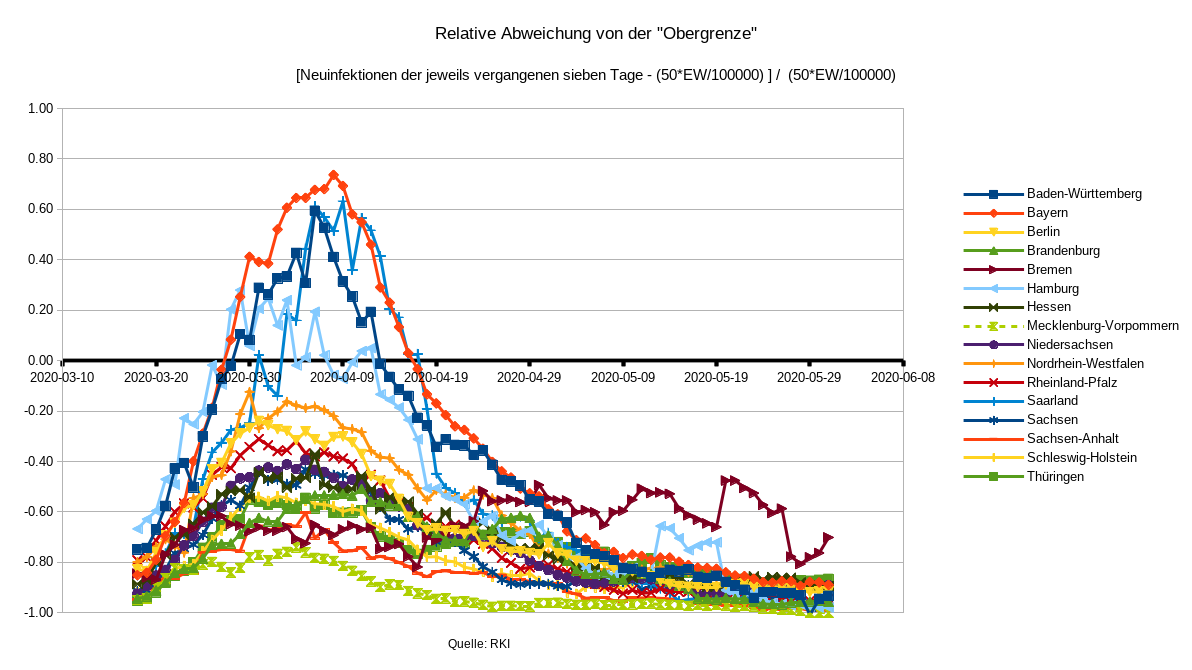 Relative Abweichung von der "Obergrenze"
[Neuinfektionen der jeweils vergangenen sieben Tage - (50*EW/100000) ] /  (50*EW/100000)
1.00
0.80
0.60
0.40
0.20
0.00
-0.20
-0.40
-0.60
-0.80
-1.00
2020-03-10 2020-03-20 2020-03-30 2020-04-09 2020-04-19 2020-04-29 2020-05-09 2020-05-19 2020-05-29 2020-06-08
Baden-Württemberg
Bayern
Berlin
Brandenburg
Bremen
Hamburg
Hessen
Mecklenburg-Vorpommern
Niedersachsen
Nordrhein-Westfalen
Rheinland-Pfalz
Saarland
Sachsen
Sachsen-Anhalt
Schleswig-Holstein
Thüringen
Quelle: RKI